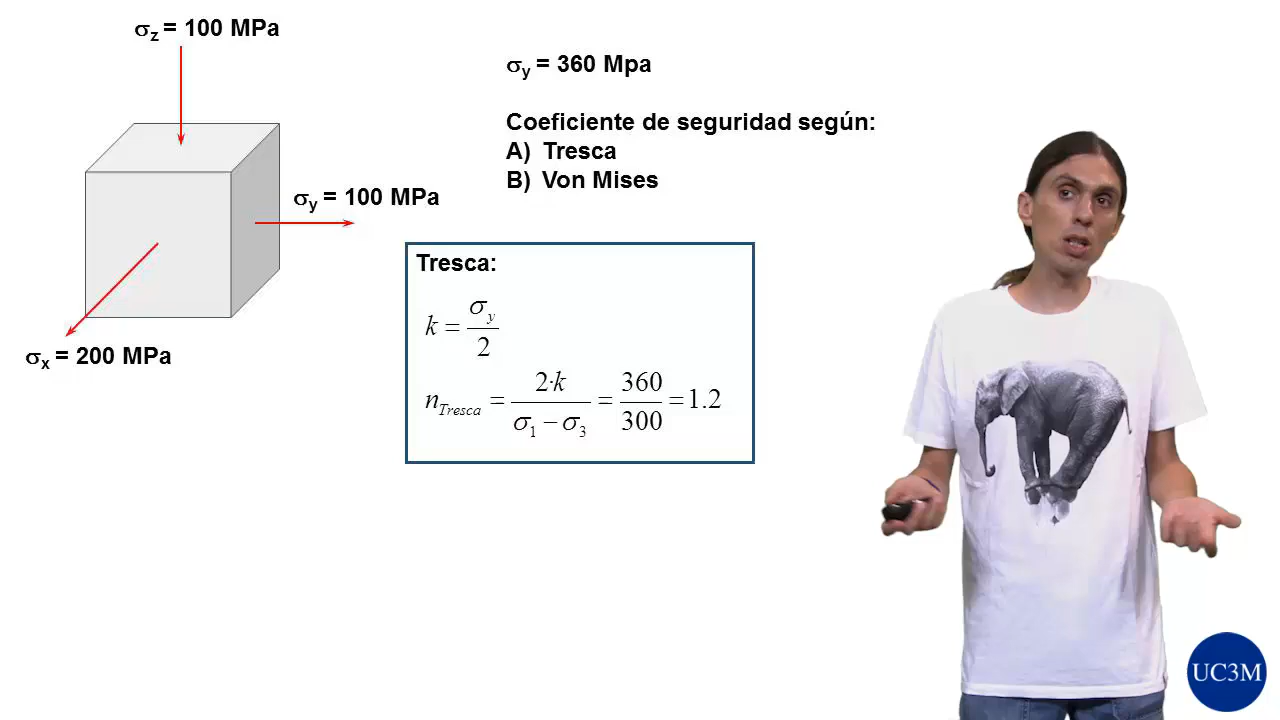 σz = 100 MPa
σy = 100 MPa
σx = 200 MPa
σy = 360 Mpa
Coeficiente de seguridad según:
A) Tresca
B) Von Mises
Tresca:
k = σy / 2
nTresca = 2·k / σ1 − σ3 = 360 / 300 = 1.2
UC3M